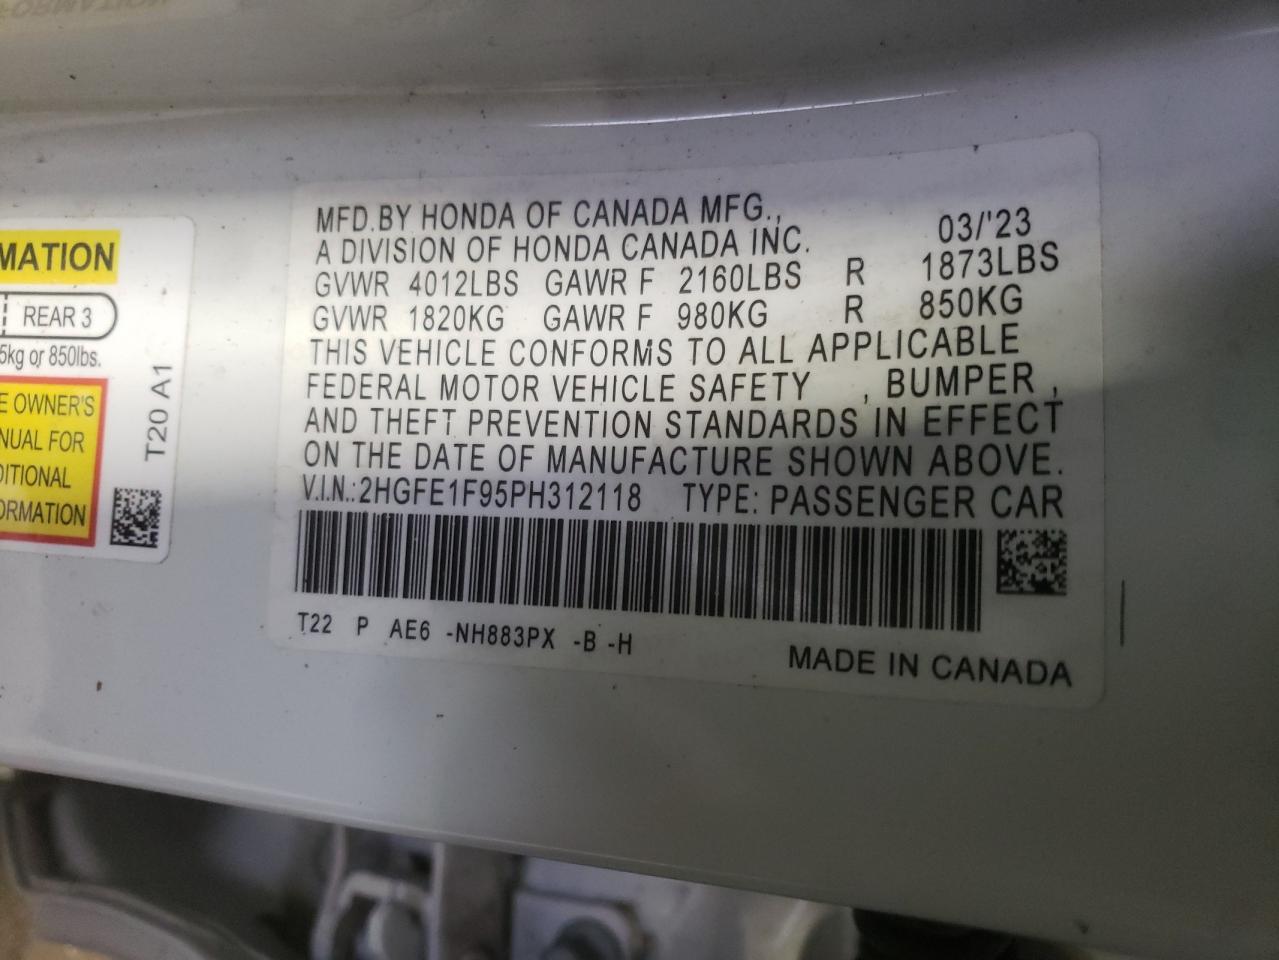 MATION
REAR 3
5kg or 850lbs.
E OWNER'S
NUAL FOR
DITIONAL
ORMATION
T20 A1
MFD.BY HONDA OF CANADA MFG., 03/'23
A DIVISION OF HONDA CANADA INC.
GVWR 4012LBS GAWR F 2160LBS R 1873LBS
GVWR 1820KG GAWR F 980KG R 850KG
THIS VEHICLE CONFORMS TO ALL APPLICABLE
FEDERAL MOTOR VEHICLE SAFETY , BUMPER ,
AND THEFT PREVENTION STANDARDS IN EFFECT
ON THE DATE OF MANUFACTURE SHOWN ABOVE.
V.I.N.:2HGFE1F95PH312118 TYPE: PASSENGER CAR
T22 P AE6 -NH883PX -B -H
MADE IN CANADA